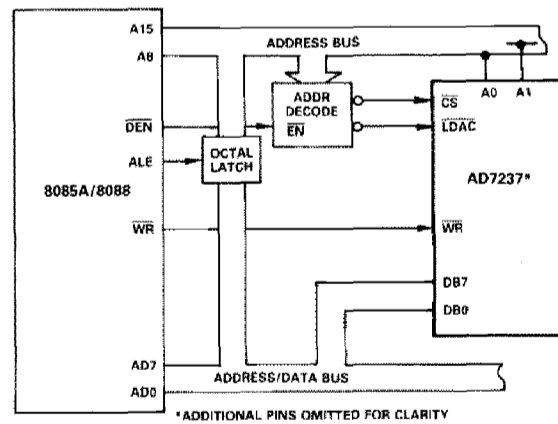 A15
A8
DEN
ALE
8085A/8088
WR
AD7
AD0
ADDRESS BUS
ADDR
DECODE
EN
OCTAL
LATCH
A0
A1
CS
LDAC
AD7237*
WR
DB7
DB0
ADDRESS/DATA BUS
*ADDITIONAL PINS OMITTED FOR CLARITY